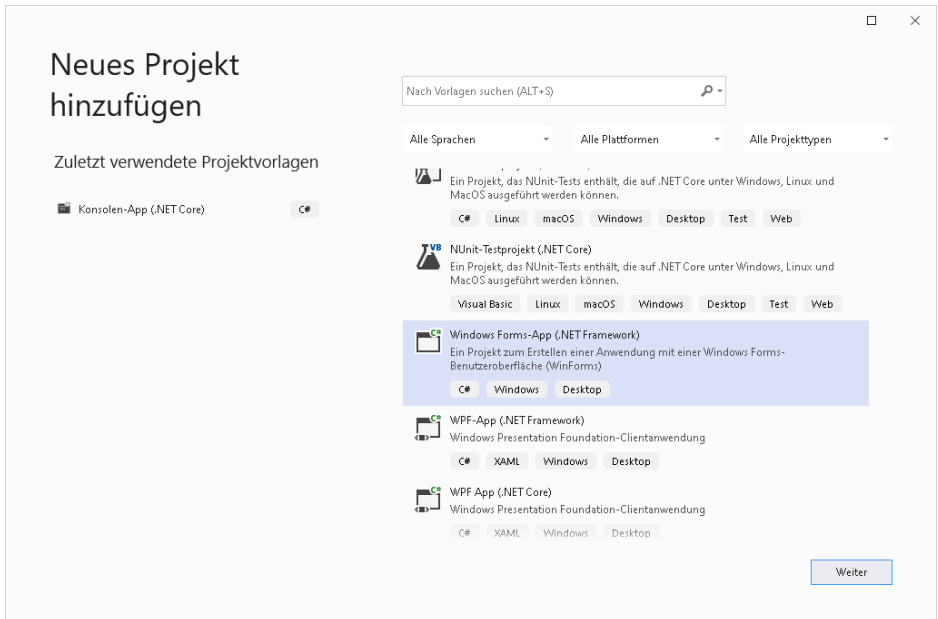 Neues Projekt
hinzufügen
Zuletzt verwendete Projektvorlagen
Konsolen-App (.NET Core) C#
Nach Vorlagen suchen (ALT+S)
Alle Sprachen Alle Plattformen Alle Projekttypen
Ein Projekt, das NUnit-Tests enthält, die auf .NET Core unter Windows, Linux und
MacOS ausgeführt werden können.
C# Linux macOS Windows Desktop Test Web
VB
NUnit-Testprojekt (.NET Core)
Ein Projekt, das NUnit-Tests enthält, die auf .NET Core unter Windows, Linux und
MacOS ausgeführt werden können.
Visual Basic Linux macOS Windows Desktop Test Web
C#
Windows Forms-App (.NET Framework)
Ein Projekt zum Erstellen einer Anwendung mit einer Windows Forms-
Benutzeroberfläche (WinForms)
C# Windows Desktop
C#
WPF-App (.NET Framework)
Windows Presentation Foundation-Clientanwendung
C# XAML Windows Desktop
C#
WPF App (.NET Core)
Windows Presentation Foundation-Clientanwendung
C# XAML Windows Desktop
Weiter